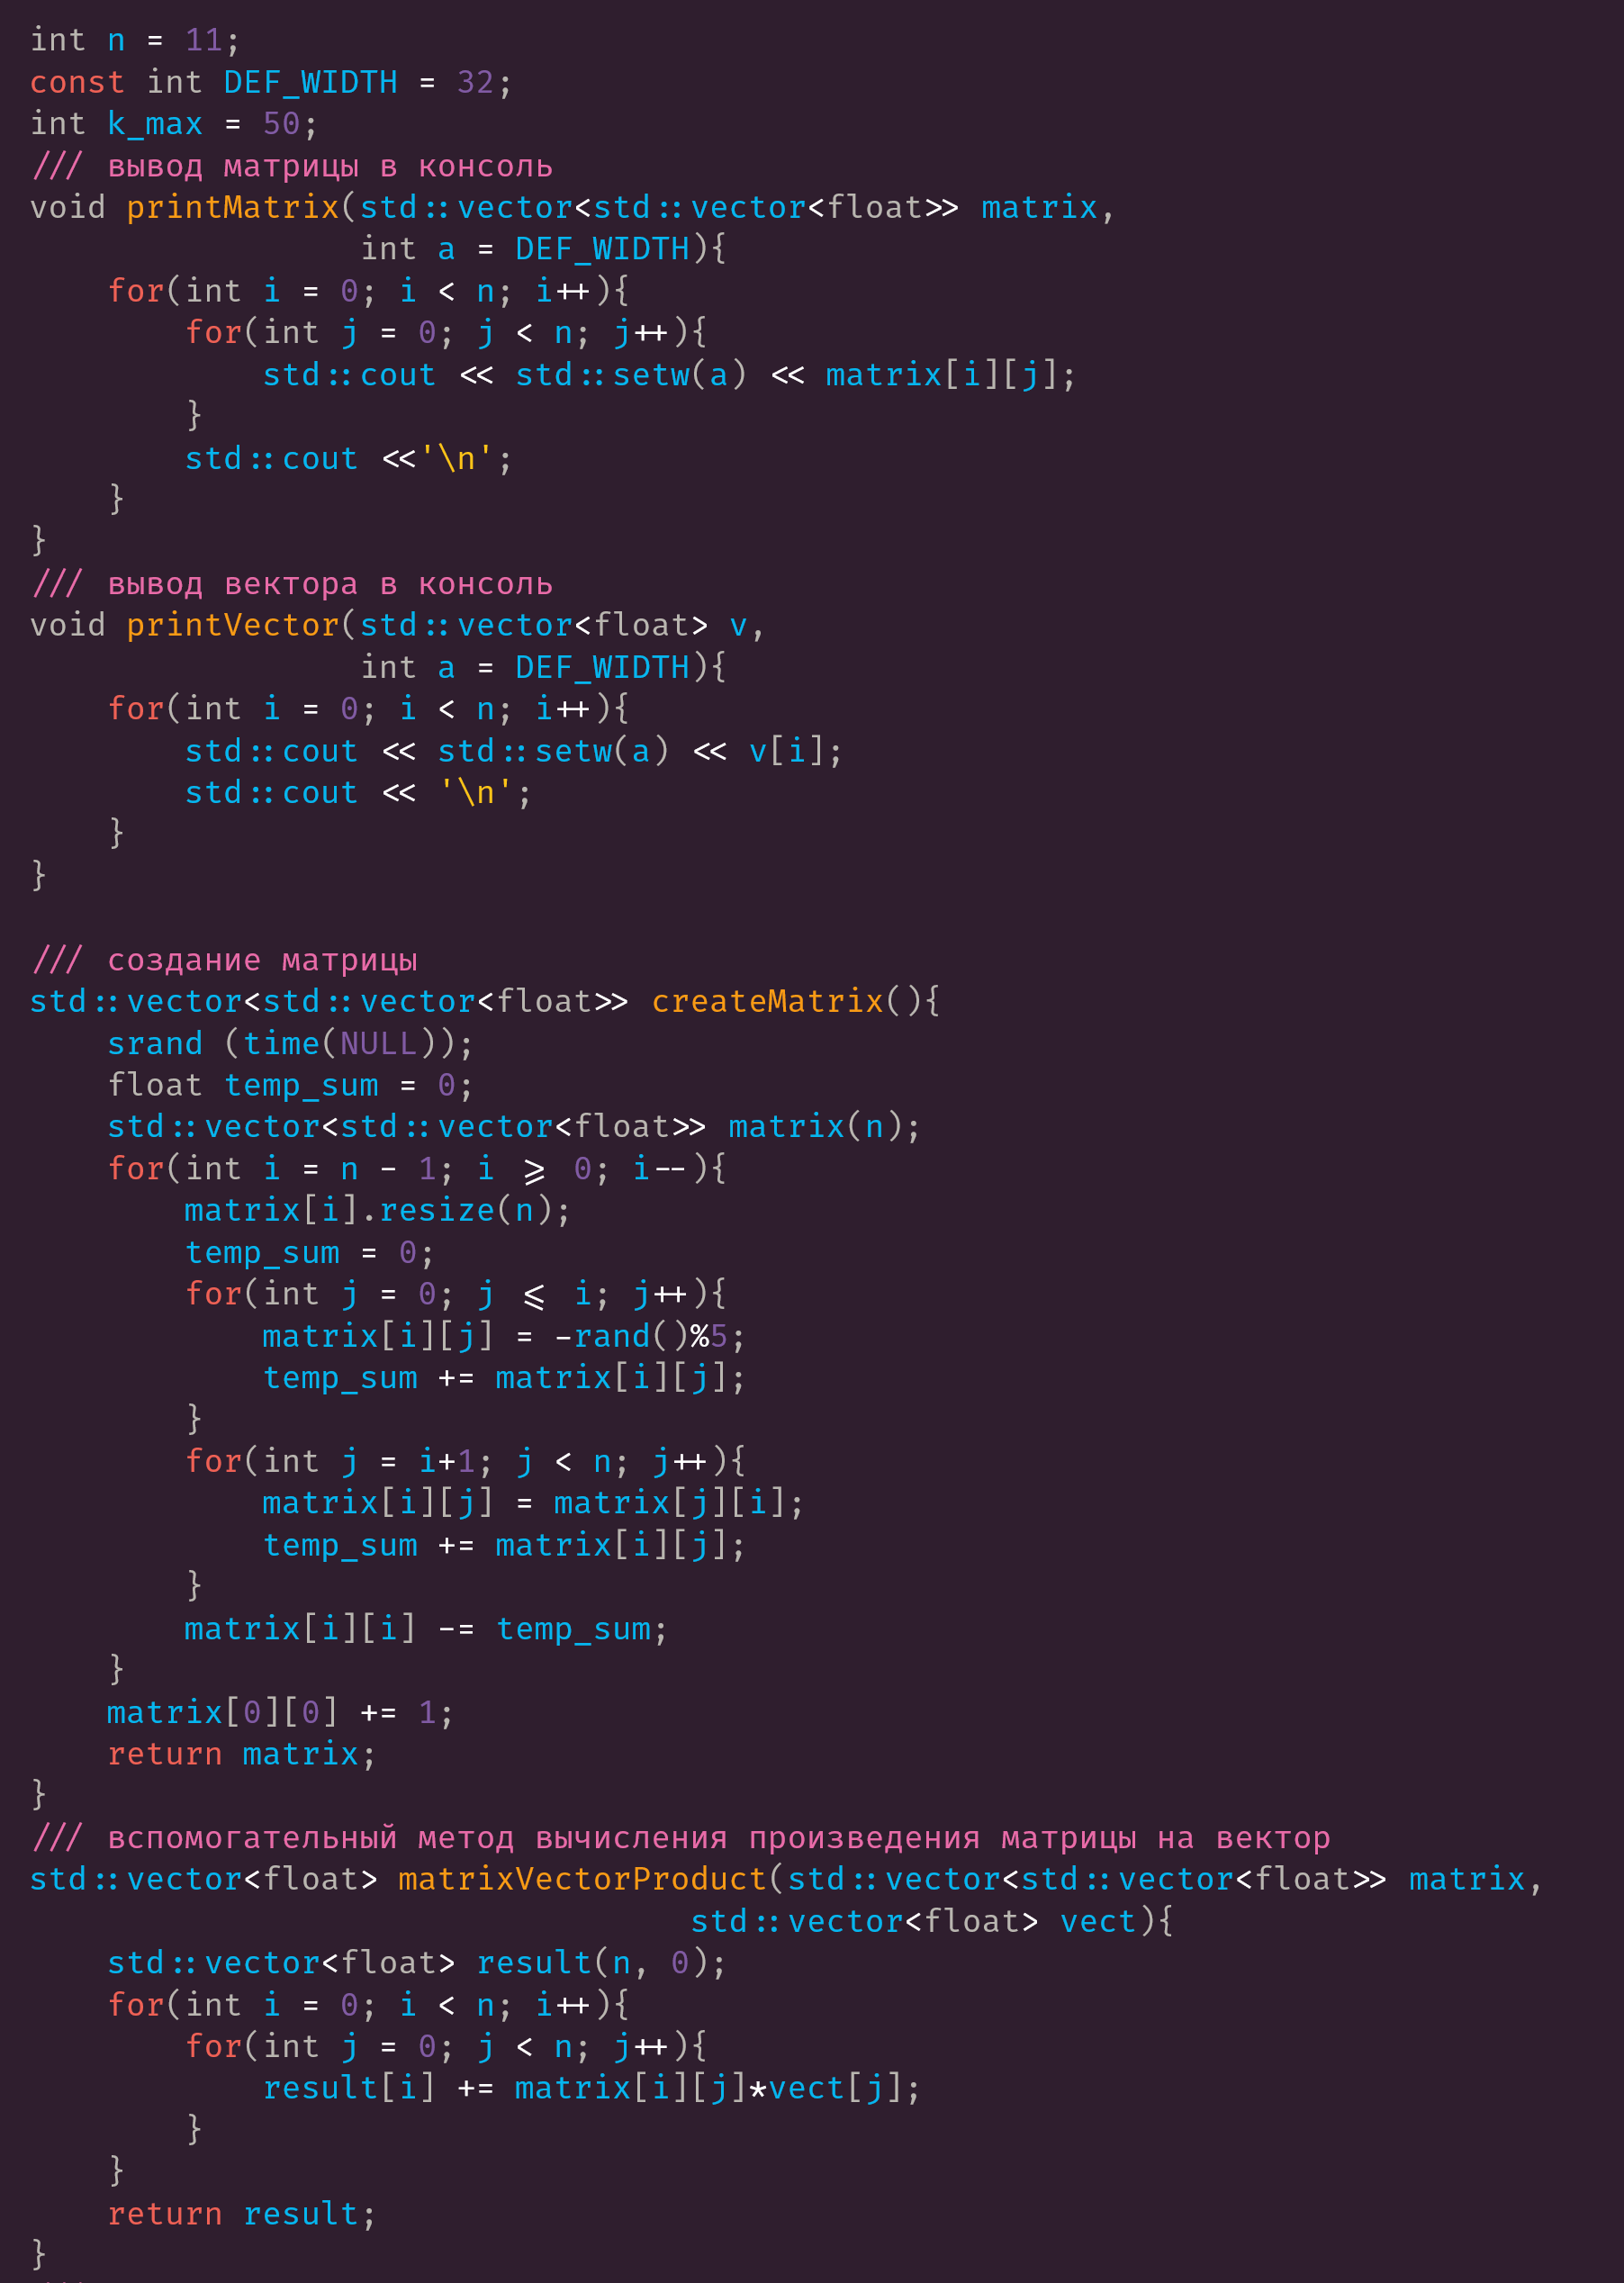 int n = 11;
const int DEF_WIDTH = 32;
int k_max = 50;
/// вывод матрицы в консоль
void printMatrix(std::vector<std::vector<float>> matrix,
                 int a = DEF_WIDTH){
    for(int i = 0; i < n; i++){
        for(int j = 0; j < n; j++){
            std::cout << std::setw(a) << matrix[i][j];
        }
        std::cout <<'\n';
    }
}
/// вывод вектора в консоль
void printVector(std::vector<float> v,
                 int a = DEF_WIDTH){
    for(int i = 0; i < n; i++){
        std::cout << std::setw(a) << v[i];
        std::cout << '\n';
    }
}

/// создание матрицы
std::vector<std::vector<float>> createMatrix(){
    srand (time(NULL));
    float temp_sum = 0;
    std::vector<std::vector<float>> matrix(n);
    for(int i = n - 1; i >= 0; i--){
        matrix[i].resize(n);
        temp_sum = 0;
        for(int j = 0; j <= i; j++){
            matrix[i][j] = -rand()%5;
            temp_sum += matrix[i][j];
        }
        for(int j = i+1; j < n; j++){
            matrix[i][j] = matrix[j][i];
            temp_sum += matrix[i][j];
        }
        matrix[i][i] -= temp_sum;
    }
    matrix[0][0] += 1;
    return matrix;
}
/// вспомогательный метод вычисления произведения матрицы на вектор
std::vector<float> matrixVectorProduct(std::vector<std::vector<float>> matrix,
                                  std::vector<float> vect){
    std::vector<float> result(n, 0);
    for(int i = 0; i < n; i++){
        for(int j = 0; j < n; j++){
            result[i] += matrix[i][j]*vect[j];
        }
    }
    return result;
}